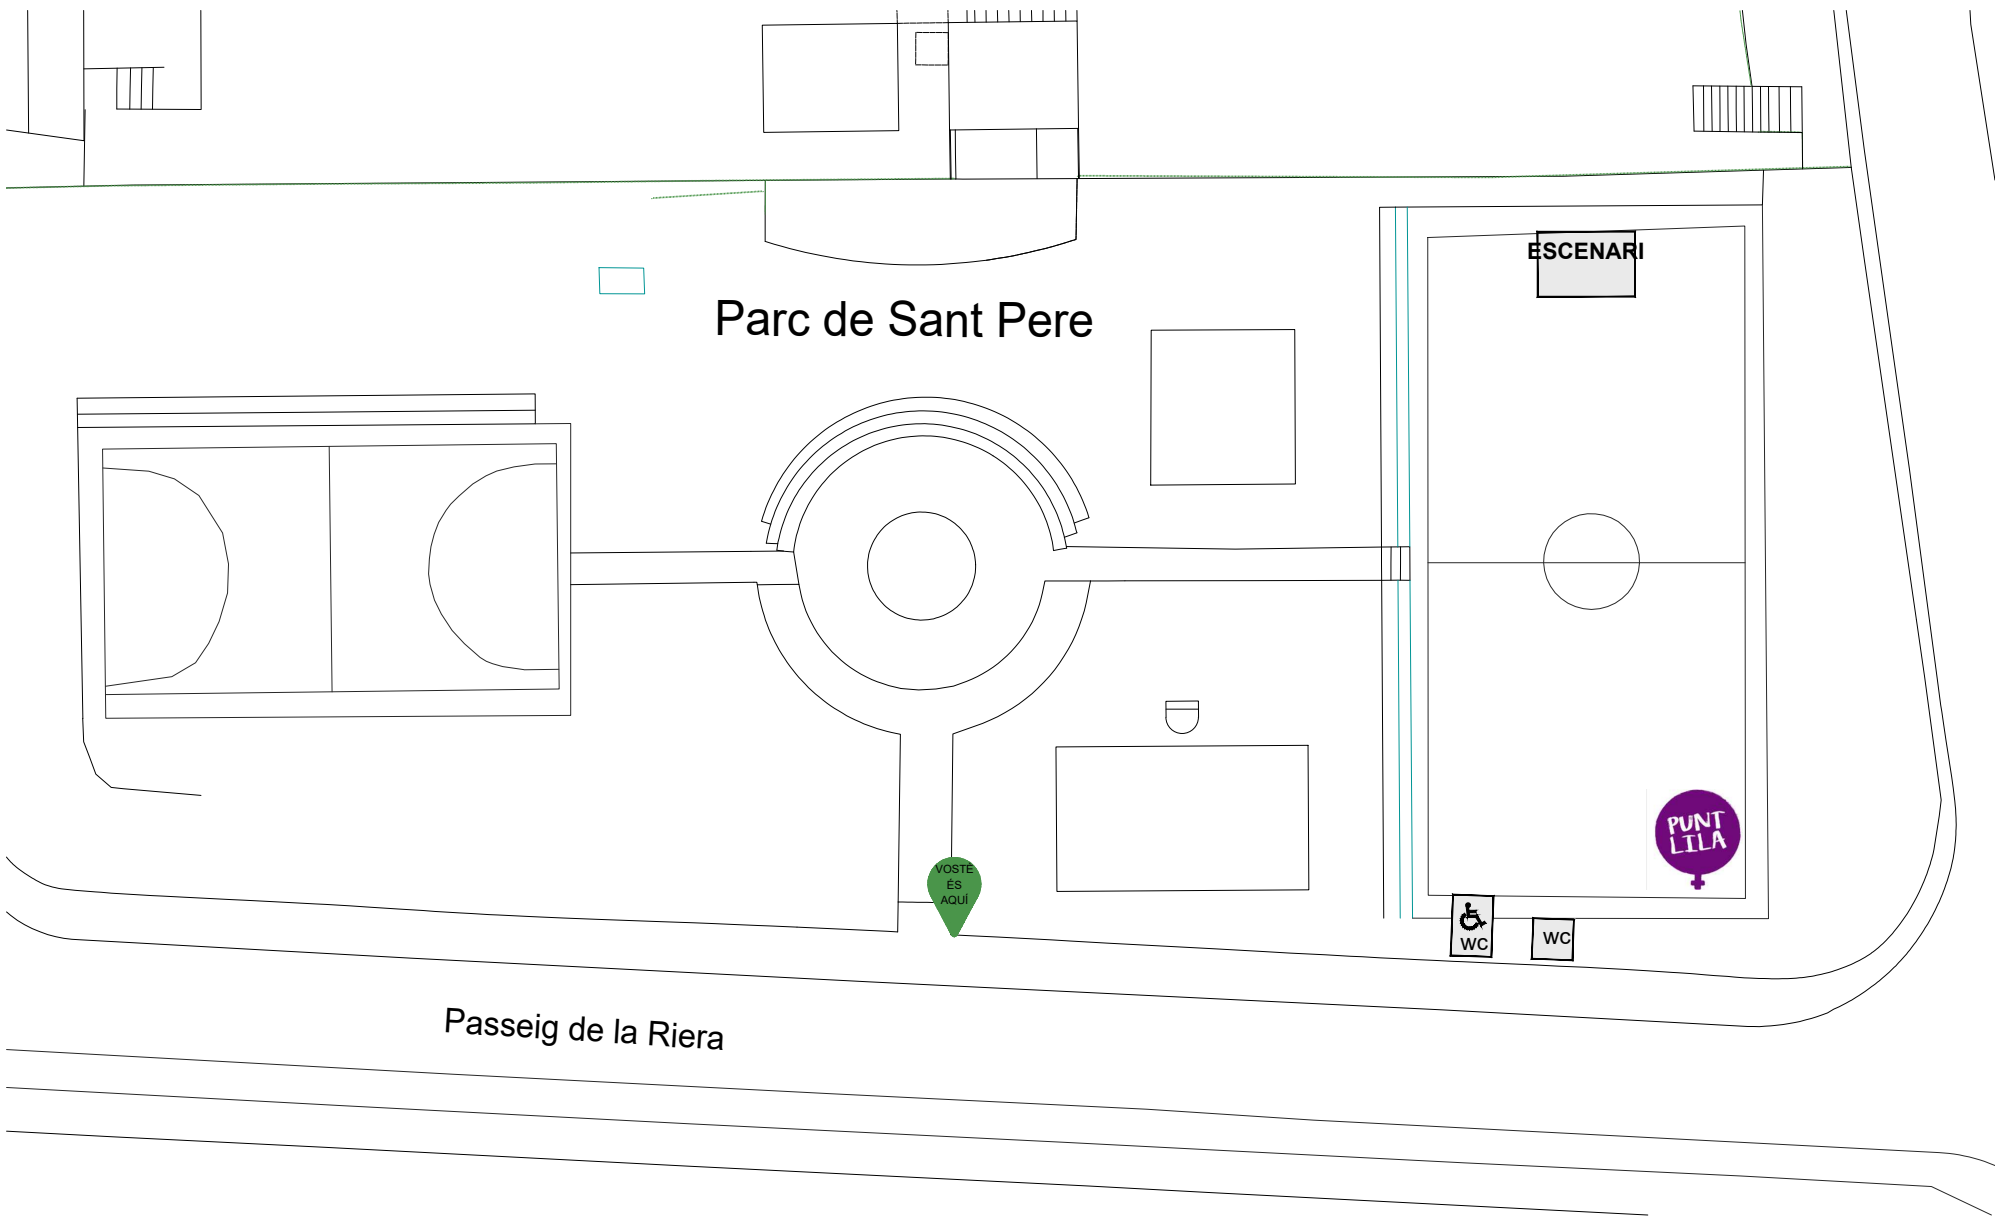 ESCENARI
Parc de Sant Pere
PUNT
LILA
VOSTÈ
ÉS
AQUÍ
WC
WC
Passeig de la Riera